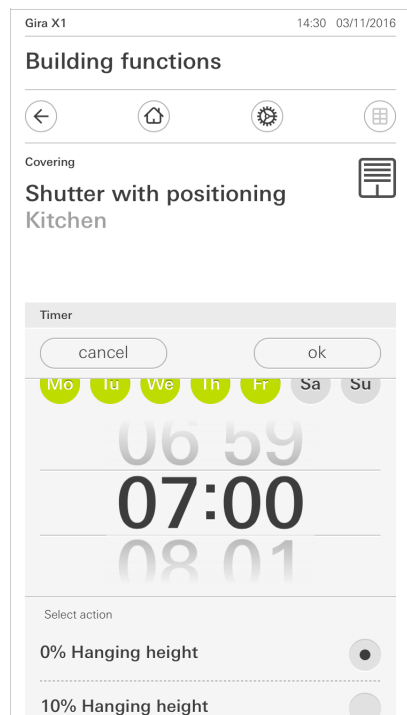 Gira X1 14:30 03/11/2016
Building functions
Covering
Shutter with positioning
Kitchen
Timer
cancel ok
Mo Tu We Th Fr Sa Su
06 59
07:00
08 01
Select action
0% Hanging height
10% Hanging height